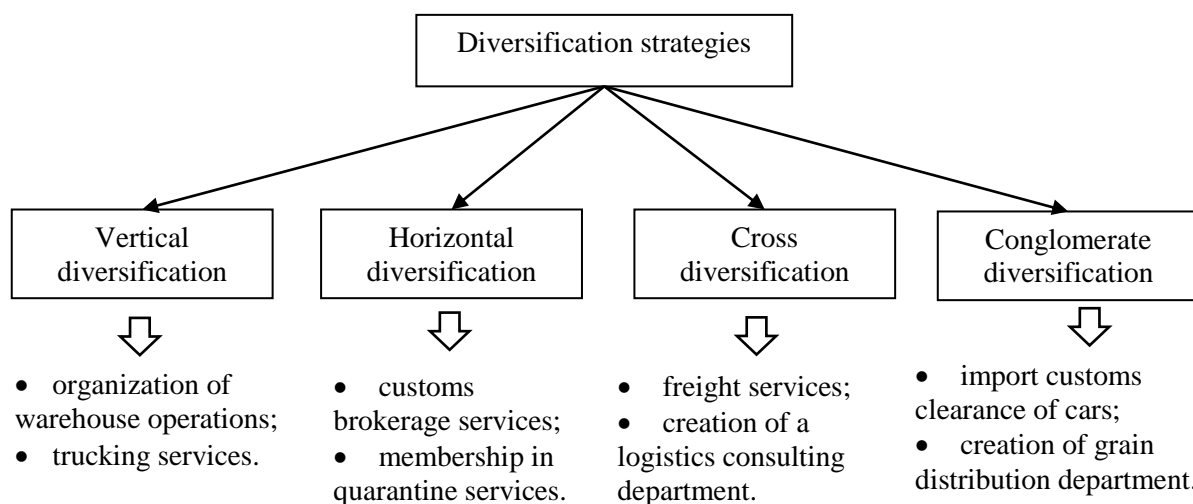 Diversification strategies
Vertical
diversification
Horizontal
diversification
Cross
diversification
Conglomerate
diversification
• organization of
warehouse operations;
• trucking services.
• customs
brokerage services;
• membership in
quarantine services.
• freight services;
• creation of a
logistics consulting
department.
• import customs
clearance of cars;
• creation of grain
distribution department.